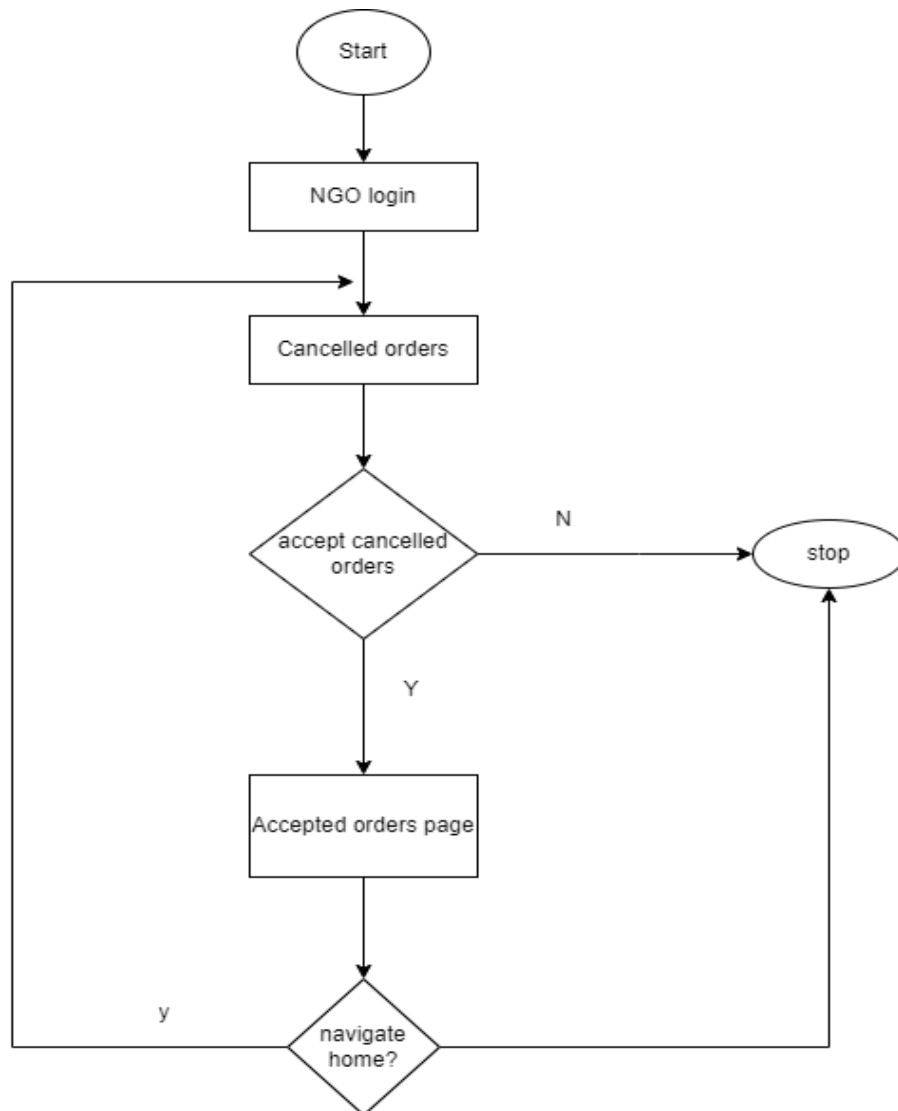 Start
NGO login
Cancelled orders
accept cancelled
orders
N
stop
Y
Accepted orders page
y
navigate
home?